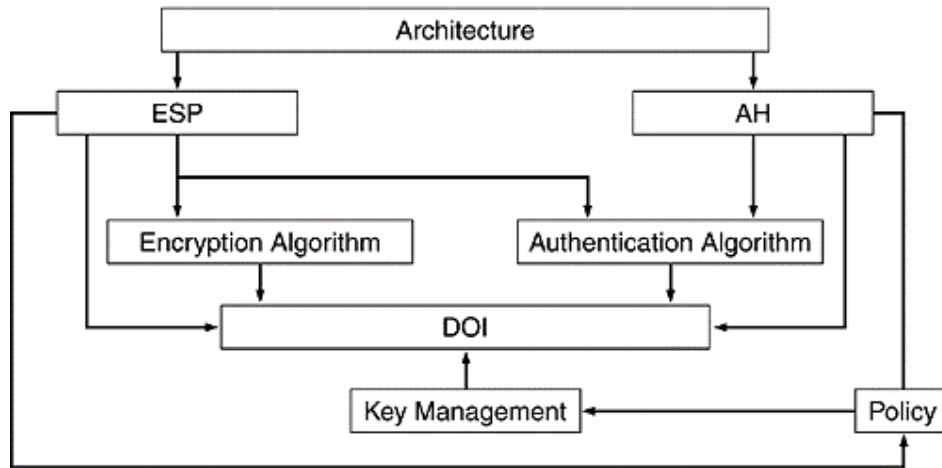 Architecture
ESP
AH
Encryption Algorithm
Authentication Algorithm
DOI
Key Management
Policy